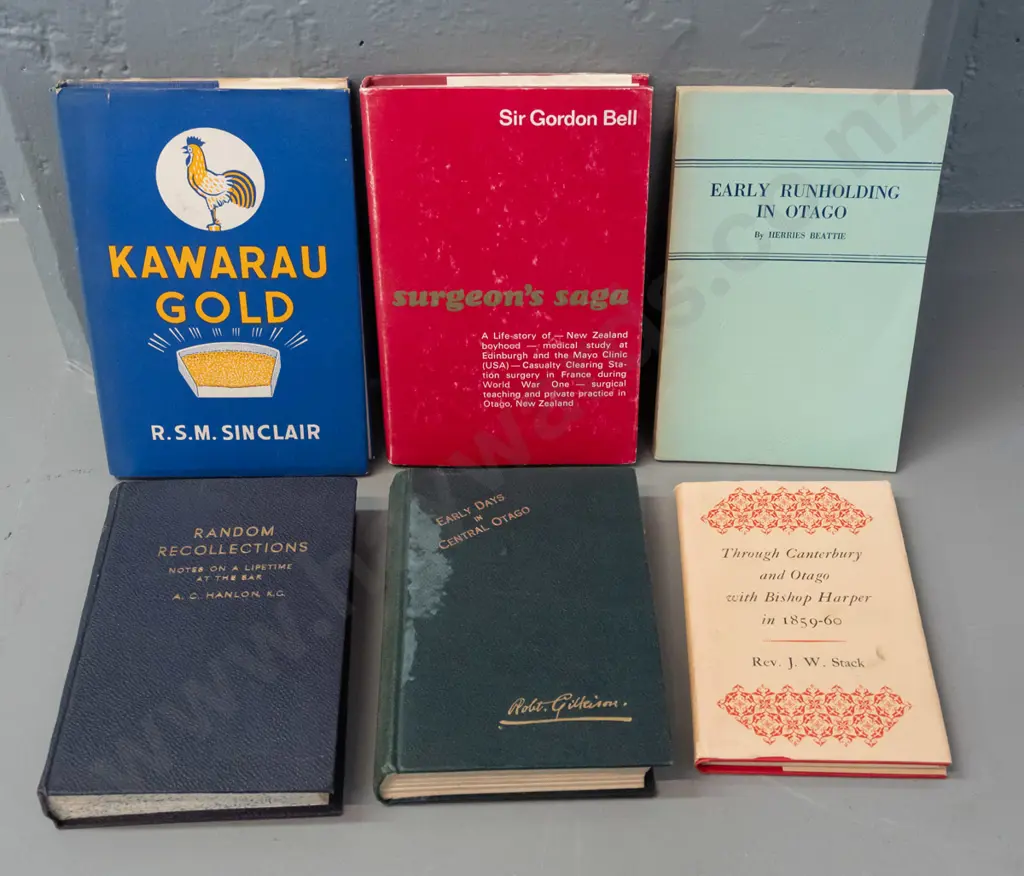 KAWARAU
GOLD
R.S.M. SINCLAIR
Sir Gordon Bell
surgeon's saga
A Life-story of — New Zealand
boyhood — medical study at
Edinburgh and the Mayo Clinic
(USA) — Casualty Clearing Sta-
tion surgery in France during
World War One — surgical
teaching and private practice in
Otago, New Zealand
EARLY RUNHOLDING
IN OTAGO
By HERRIES BEATTIE
RANDOM
RECOLLECTIONS
NOTES ON A LIFETIME
AT THE BAR
A. C. HANLON, K.C.
EARLY DAYS
IN
CENTRAL OTAGO
Robt. Gilkison.
Through Canterbury
and Otago
with Bishop Harper
in 1859-60
Rev. J. W. Stack